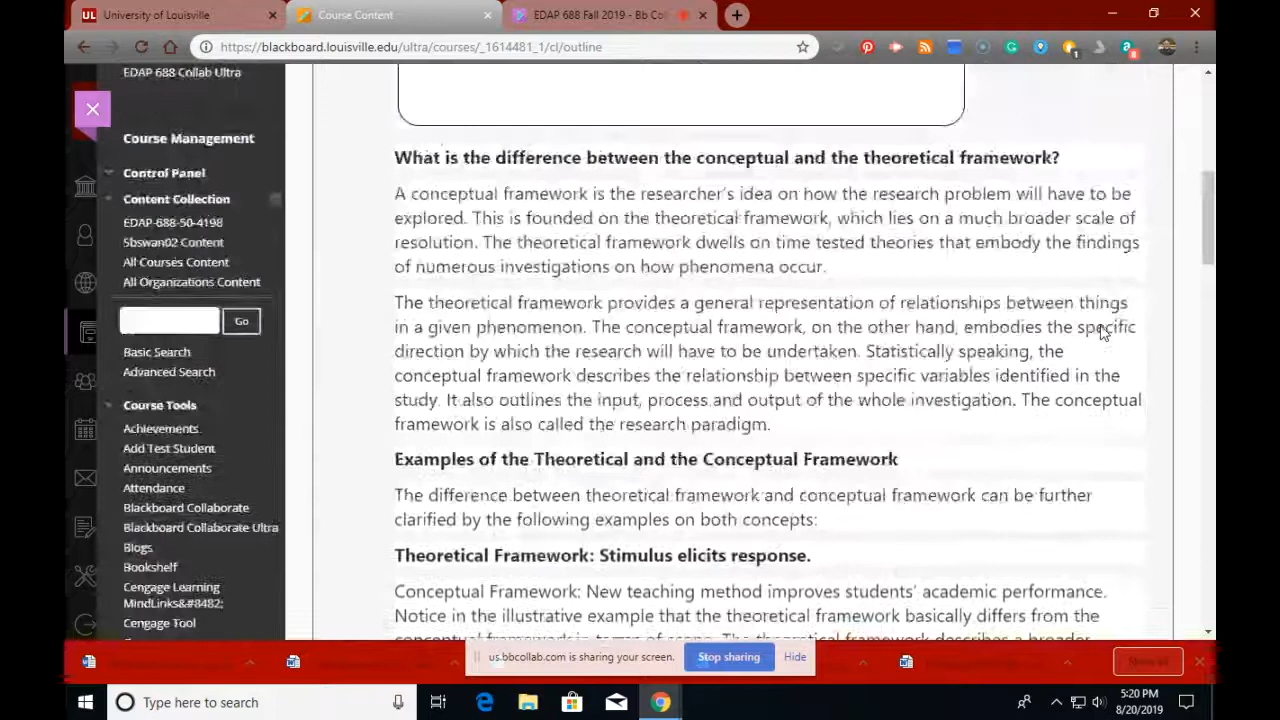 University of Louisville
Course Content
EDAP 688 Fall 2019 - Bb Col
https://blackboard.louisville.edu/ultra/courses/_1614481_1/cl/outline
EDAP 688 Collab Ultra
Course Management
Control Panel
Content Collection
EDAP-688-50-4198
Sbswan02 Content
All Courses Content
All Organizations Content
Go
Basic Search
Advanced Search
Course Tools
Achievements
Add Test Student
Announcements
Attendance
Blackboard Collaborate
Blackboard Collaborate Ultra
Blogs
Bookshelf
Cengage Learning
MindLinks&#8482;
Cengage Tool
What is the difference between the conceptual and the theoretical framework?
A conceptual framework is the researcher's idea on how the research problem will have to be
explored. This is founded on the theoretical framework, which lies on a much broader scale of
resolution. The theoretical framework dwells on time tested theories that embody the findings
of numerous investigations on how phenomena occur.
The theoretical framework provides a general representation of relationships between things
in a given phenomenon. The conceptual framework, on the other hand, embodies the specific
direction by which the research will have to be undertaken. Statistically speaking, the
conceptual framework describes the relationship between specific variables identified in the
study. It also outlines the input, process and output of the whole investigation. The conceptual
framework is also called the research paradigm.
Examples of the Theoretical and the Conceptual Framework
The difference between theoretical framework and conceptual framework can be further
clarified by the following examples on both concepts:
Theoretical Framework: Stimulus elicits response.
Conceptual Framework: New teaching method improves students' academic performance.
Notice in the illustrative example that the theoretical framework basically differs from the
conceptual framework in terms of scope. The theoretical framework describes a broader
us.bbcollab.com is sharing your screen.
Stop sharing
Hide
Show all
Type here to search
5:20 PM
8/20/2019